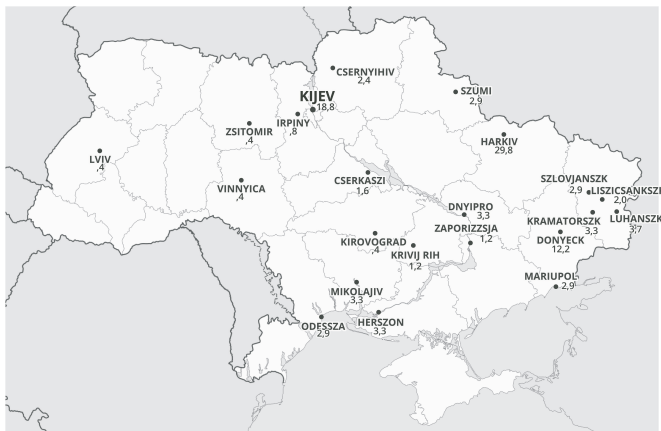 CSERNYIHIV
2,4
SZUMI
2,9
KIJEV
18,8
IRPINY
,8
ZSITOMIR
,4
HARKIV
29,8
LVIV
,4
VINNYICA
,4
CSERKASZI
1,6
SZLOVJANSZK
2,9
LISZICSANKSZK
2,0
KRAMATORSZK
3,3
LUHANSZK
3,7
DNYIPRO
3,3
ZAPORIZZSJA
1,2
DONYECK
12,2
KIROVOGRAD
,4
KRIVIJ RIH
1,2
MARIUPOL
2,9
MIKOLAJIV
3,3
ODESSZA
2,9
HERSZON
3,3